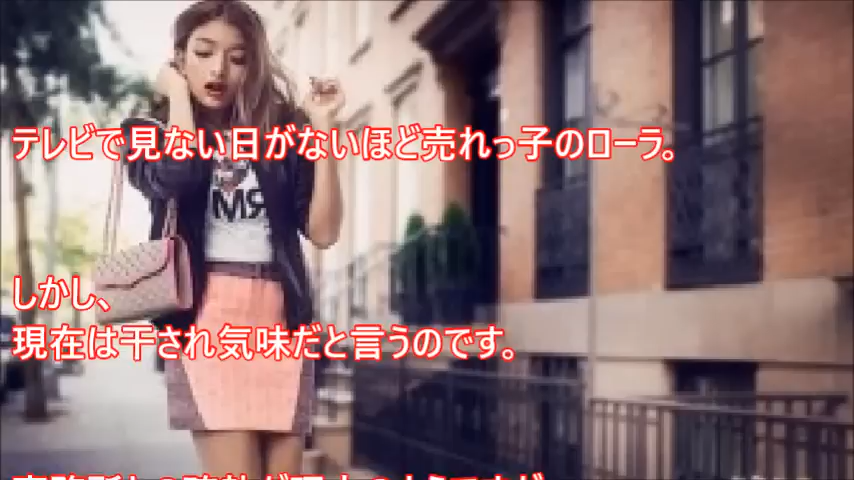 テレビで見ない日がないほど売れっ子のローラ。
しかし、
現在は干され気味だと言うのです。